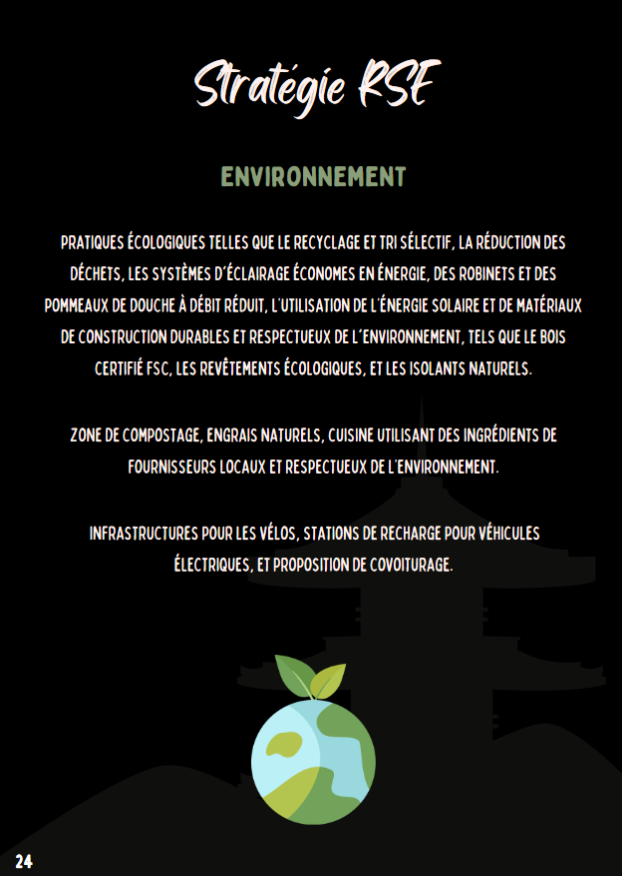 Stratégie RSE
ENVIRONNEMENT
PRATIQUES ÉCOLOGIQUES TELLES QUE LE RECYCLAGE ET TRI SÉLECTIF, LA RÉDUCTION DES
DÉCHETS, LES SYSTÈMES D'ÉCLAIRAGE ÉCONOMES EN ÉNERGIE, DES ROBINETS ET DES
POMMEAUX DE DOUCHE À DÉBIT RÉDUIT, L'UTILISATION DE L'ÉNERGIE SOLAIRE ET DE MATÉRIAUX
DE CONSTRUCTION DURABLES ET RESPECTUEUX DE L'ENVIRONNEMENT, TELS QUE LE BOIS
CERTIFIÉ FSC, LES REVÊTEMENTS ÉCOLOGIQUES, ET LES ISOLANTS NATURELS.
ZONE DE COMPOSTAGE, ENGRAIS NATURELS, CUISINE UTILISANT DES INGRÉDIENTS DE
FOURNISSEURS LOCAUX ET RESPECTUEUX DE L'ENVIRONNEMENT.
INFRASTRUCTURES POUR LES VÉLOS, STATIONS DE RECHARGE POUR VÉHICULES
ÉLECTRIQUES, ET PROPOSITION DE COVOITURAGE.
24